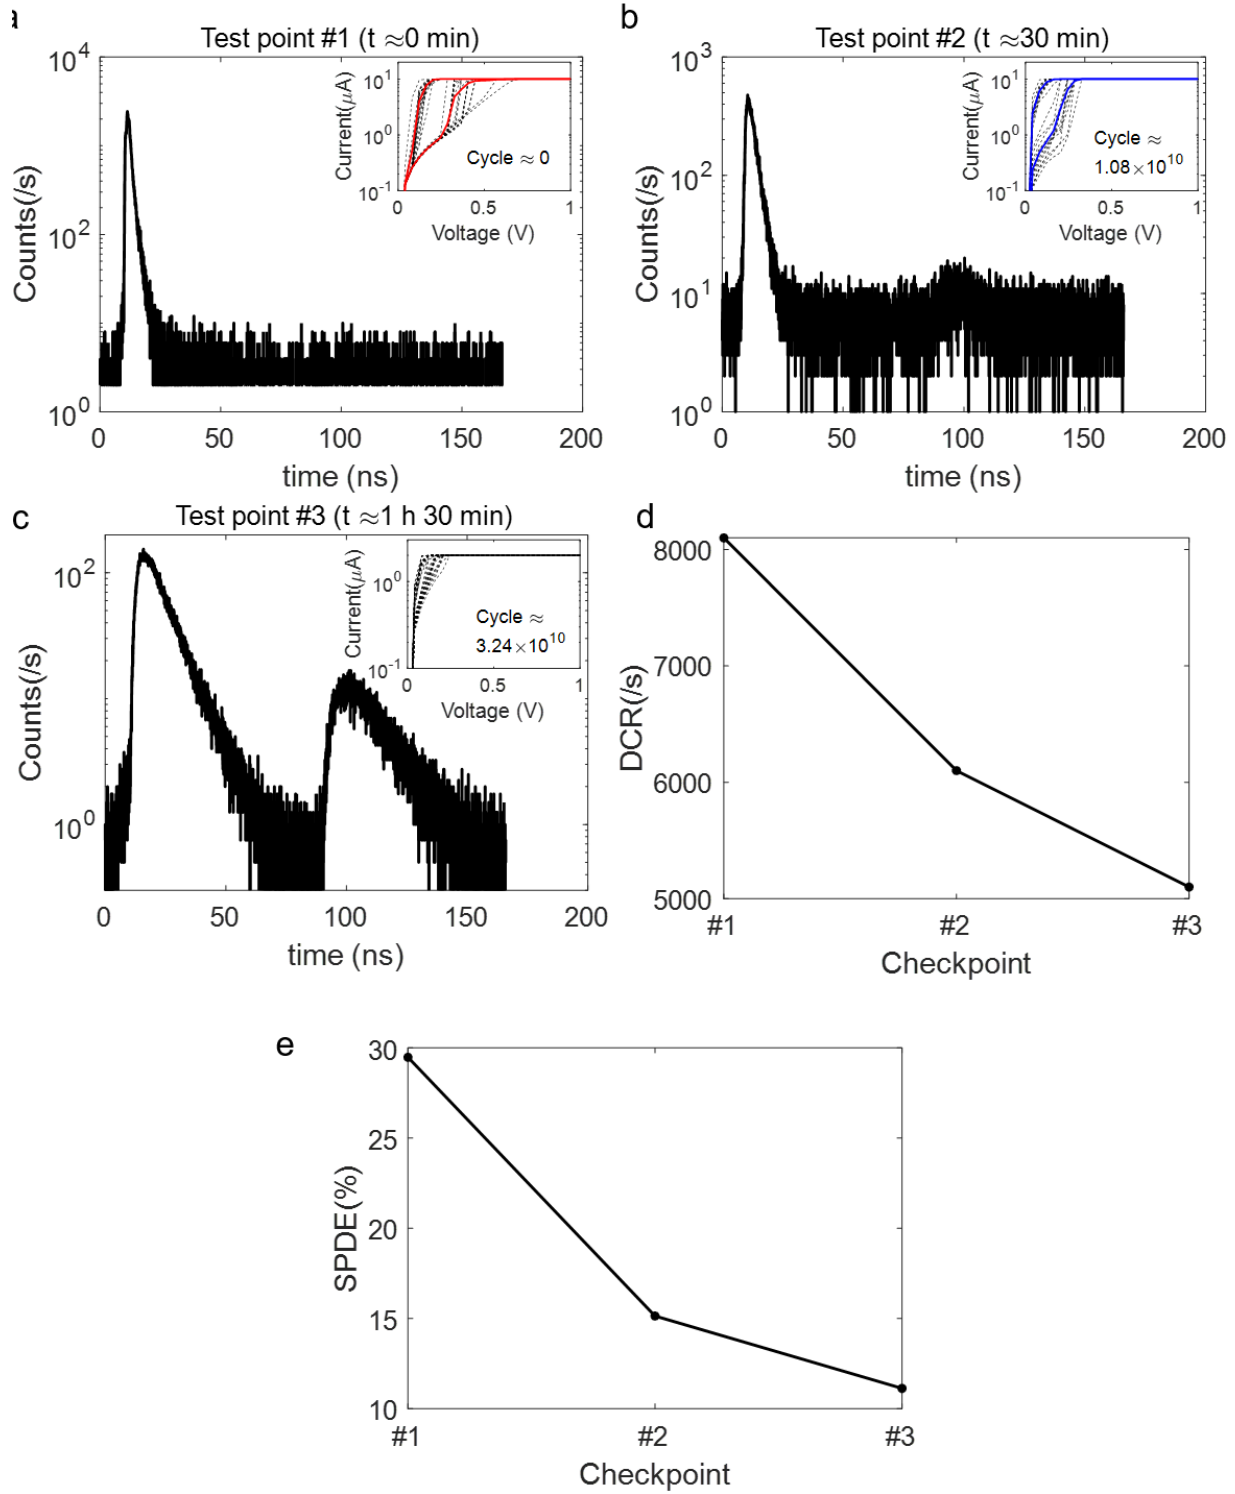 a
Test point #1 (t ≈0 min)
10^4
10^2
10^0
Counts(/s)
0 50 100 150 200
time (ns)
Current(μA)
10^1
10^0
10^-1
Cycle ≈ 0
0 0.5 1
Voltage (V)
b
Test point #2 (t ≈30 min)
10^3
10^2
10^1
10^0
Counts(/s)
0 50 100 150 200
time (ns)
Current(μA)
10^1
10^0
10^-1
Cycle ≈
1.08×10^10
0 0.5 1
Voltage (V)
c
Test point #3 (t ≈1 h 30 min)
10^2
10^0
Counts(/s)
0 50 100 150 200
time (ns)
Current(μA)
10^0
10^-1
Cycle ≈
3.24×10^10
0 0.5 1
Voltage (V)
d
8000
7000
6000
5000
DCR(/s)
#1 #2 #3
Checkpoint
e
30
25
20
15
10
SPDE(%)
#1 #2 #3
Checkpoint